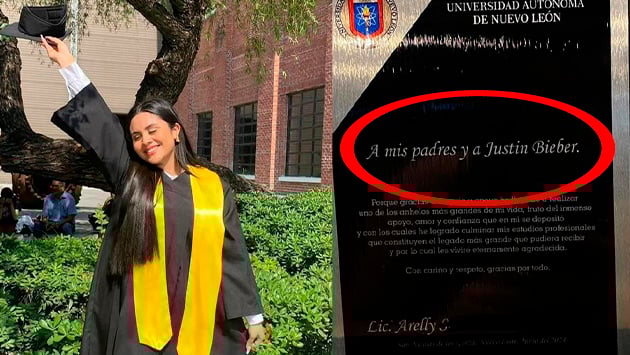 UNIVERSIDAD AUTÓNOMA
DE NUEVO LEÓN
A mis padres y a Justin Bieber.
Porque gracias a su apoyo he llegado a realizar
uno de los anhelos más grandes de mi vida, fruto del inmenso
apoyo, amor y confianza que en mi se depositó
y con los cuales he logrado culminar mis estudios profesionales
que constituyen el legado más grande que pudiera recibir
y por lo cual les viviré eternamente agradecida.
Con cariño y respeto, gracias por todo.
Lic. Arelly